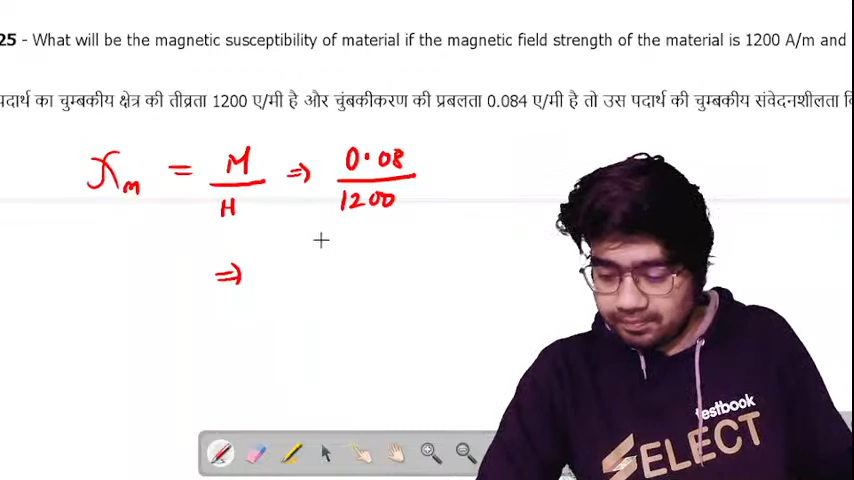 25 - What will be the magnetic susceptibility of material if the magnetic field strength of the material is 1200 A/m and
पदार्थ का चुम्बकीय क्षेत्र की तीव्रता 1200 ए/मी है और चुंबकीकरण की प्रबलता 0.084 ए/मी है तो उस पदार्थ की चुम्बकीय संवेदनशीलता
χm = M/H ⇒ 0.08/1200
⇒
testbook
SELECT